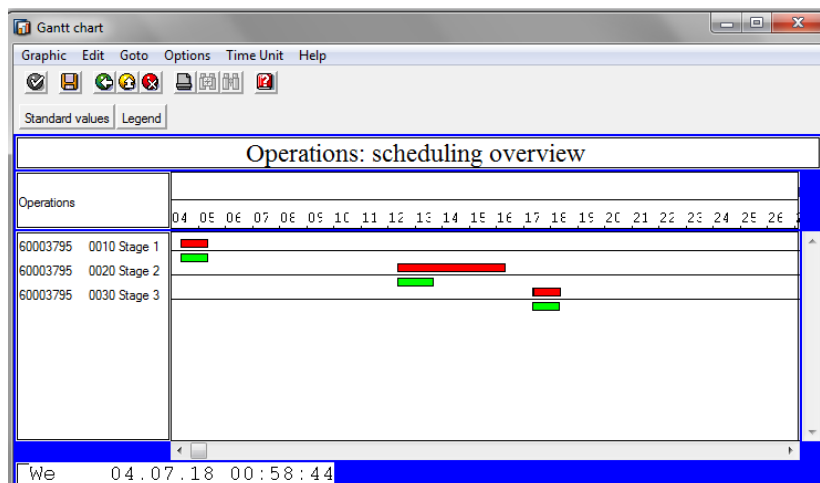 Gantt chart
Graphic Edit Goto Options Time Unit Help
Standard values Legend
Operations: scheduling overview
Operations
04 05 06 07 08 09 10 11 12 13 14 15 16 17 18 19 20 21 22 23 24 25 26
60003795 0010 Stage 1
60003795 0020 Stage 2
60003795 0030 Stage 3
We 04.07.18 00:58:44